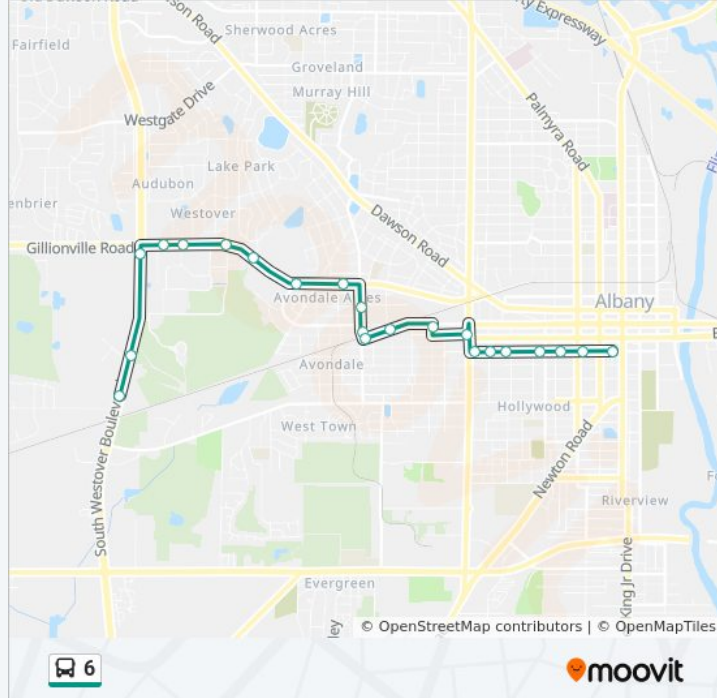 Sherwood Acres
Fairfield
Expressway
Groveland
Murray Hill
Westgate Drive
Palmyra Road
Lake Park
Audubon
Westover
Dawson Road
Gillionville Road
Avondale Acres
Albany
Avondale
Hollywood
West Town
Newton Road
Riverview
South Westover Boulevard
Evergreen
King Jr Drive
© OpenStreetMap contributors | © OpenMapTiles
6
moovit